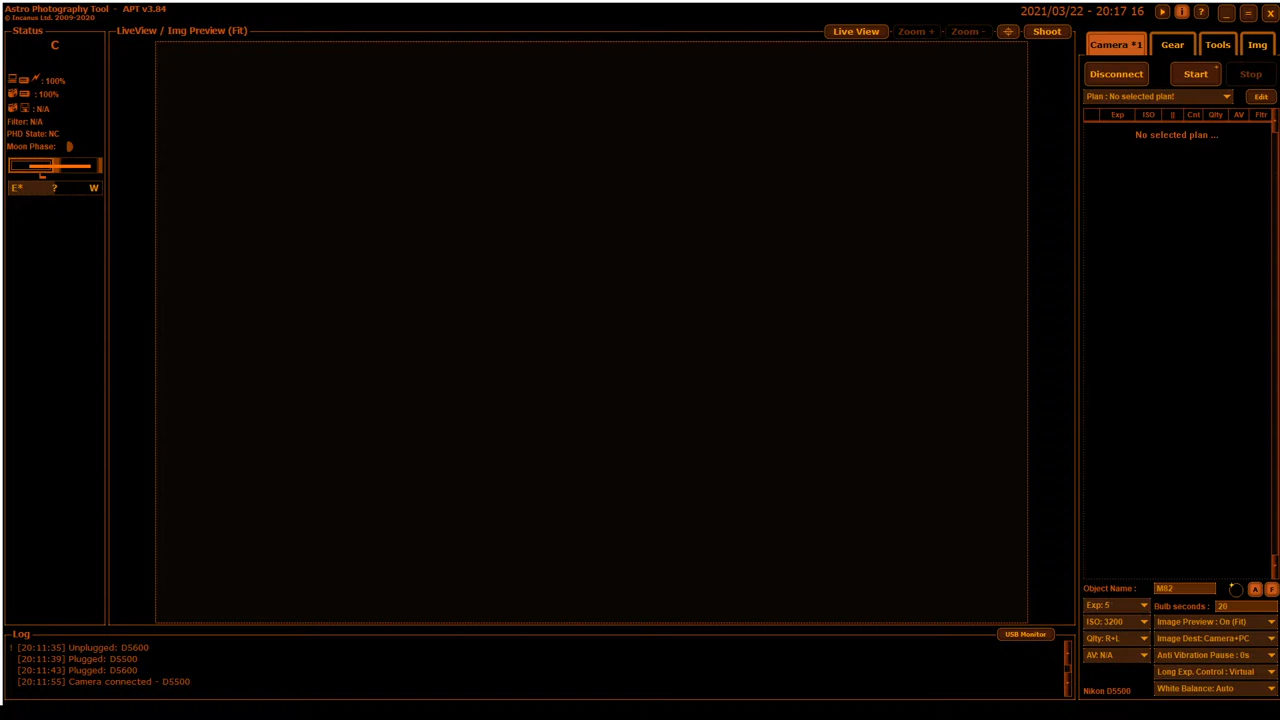 Astro Photography Tool - APT v3.84
© Incanus Ltd. 2009-2020
2021/03/22 - 20:17 16
i
?
_
=
x
Status
C
: 100%
: 100%
: N/A
Filter: N/A
PHD State: NC
Moon Phase:
E* ? W
LiveView / Img Preview (Fit)
Live View
Zoom +
Zoom -
Shoot
Camera *1
Gear
Tools
Img
Disconnect
Start
+
Stop
Plan : No selected plan!
Edit
Exp ISO || Cnt Qlty AV Fltr
No selected plan ...
Object Name : M82
A
F
Exp: 5
Bulb seconds : 20
ISO: 3200
Image Preview : On (Fit)
Qlty: R+L
Image Dest: Camera+PC
AV: N/A
Anti Vibration Pause : 0s
Long Exp. Control : Virtual
Nikon D5500
White Balance: Auto
Log
USB Monitor
! [20:11:35] Unplugged: D5600
[20:11:39] Plugged: D5500
[20:11:43] Plugged: D5600
[20:11:55] Camera connected - D5500